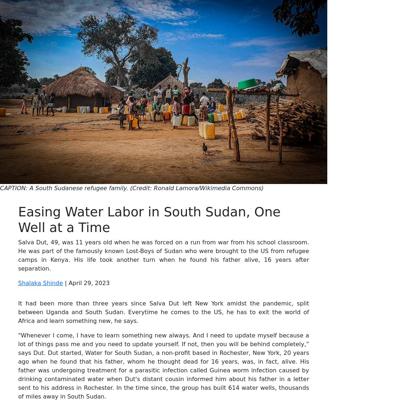 CAPTION: A South Sudanese refugee family. (Credit: Ronald Lamora/Wikimedia Commons)
Easing Water Labor in South Sudan, One
Well at a Time
Salva Dut, 49, was 11 years old when he was forced on a run from war from his school classroom.
He was part of the famously known Lost-Boys of Sudan who were brought to the US from refugee
camps in Kenya. His life took another turn when he found his father alive, 16 years after
separation.
Shalaka Shinde | April 29, 2023
It had been more than three years since Salva Dut left New York amidst the pandemic, split
between Uganda and South Sudan. Everytime he comes to the US, he has to exit the world of
Africa and learn something new, he says.
"Whenever I come, I have to learn something new always. And I need to update myself because a
lot of things pass me and you need to update yourself. If not, then you will be behind completely,"
says Dut. Dut started, Water for South Sudan, a non-profit based in Rochester, New York, 20 years
ago when he found that his father, whom he thought dead for 16 years, was, in fact, alive. His
father was undergoing treatment for a parasitic infection called Guinea worm infection caused by
drinking contaminated water when Dut's distant cousin informed him about his father in a letter
sent to his address in Rochester. In the time since, the group has built 614 water wells, thousands
of miles away in South Sudan.